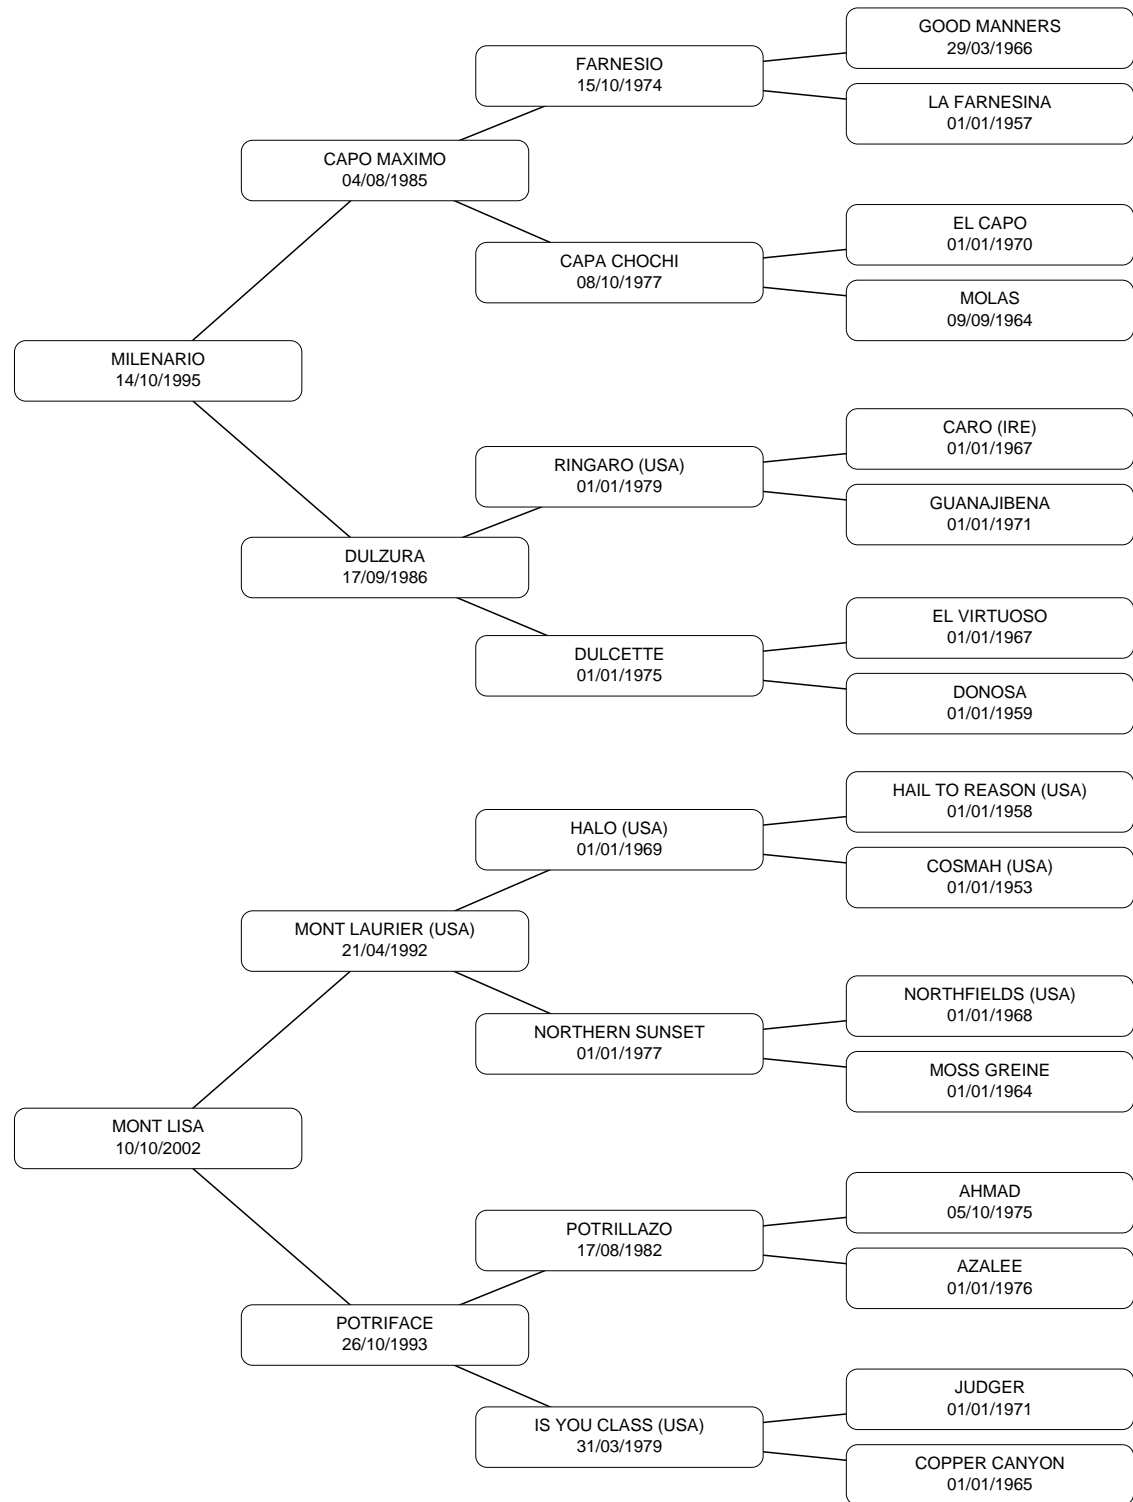 GOOD MANNERS
29/03/1966
FARNESIO
15/10/1974
LA FARNESINA
01/01/1957
CAPO MAXIMO
04/08/1985
EL CAPO
01/01/1970
CAPA CHOCHI
08/10/1977
MOLAS
09/09/1964
MILENARIO
14/10/1995
CARO (IRE)
01/01/1967
RINGARO (USA)
01/01/1979
GUANAJIBENA
01/01/1971
DULZURA
17/09/1986
EL VIRTUOSO
01/01/1967
DULCETTE
01/01/1975
DONOSA
01/01/1959
HAIL TO REASON (USA)
01/01/1958
HALO (USA)
01/01/1969
COSMAH (USA)
01/01/1953
MONT LAURIER (USA)
21/04/1992
NORTHFIELDS (USA)
01/01/1968
NORTHERN SUNSET
01/01/1977
MOSS GREINE
01/01/1964
MONT LISA
10/10/2002
AHMAD
05/10/1975
POTRILLAZO
17/08/1982
AZALEE
01/01/1976
POTRIFACE
26/10/1993
JUDGER
01/01/1971
IS YOU CLASS (USA)
31/03/1979
COPPER CANYON
01/01/1965